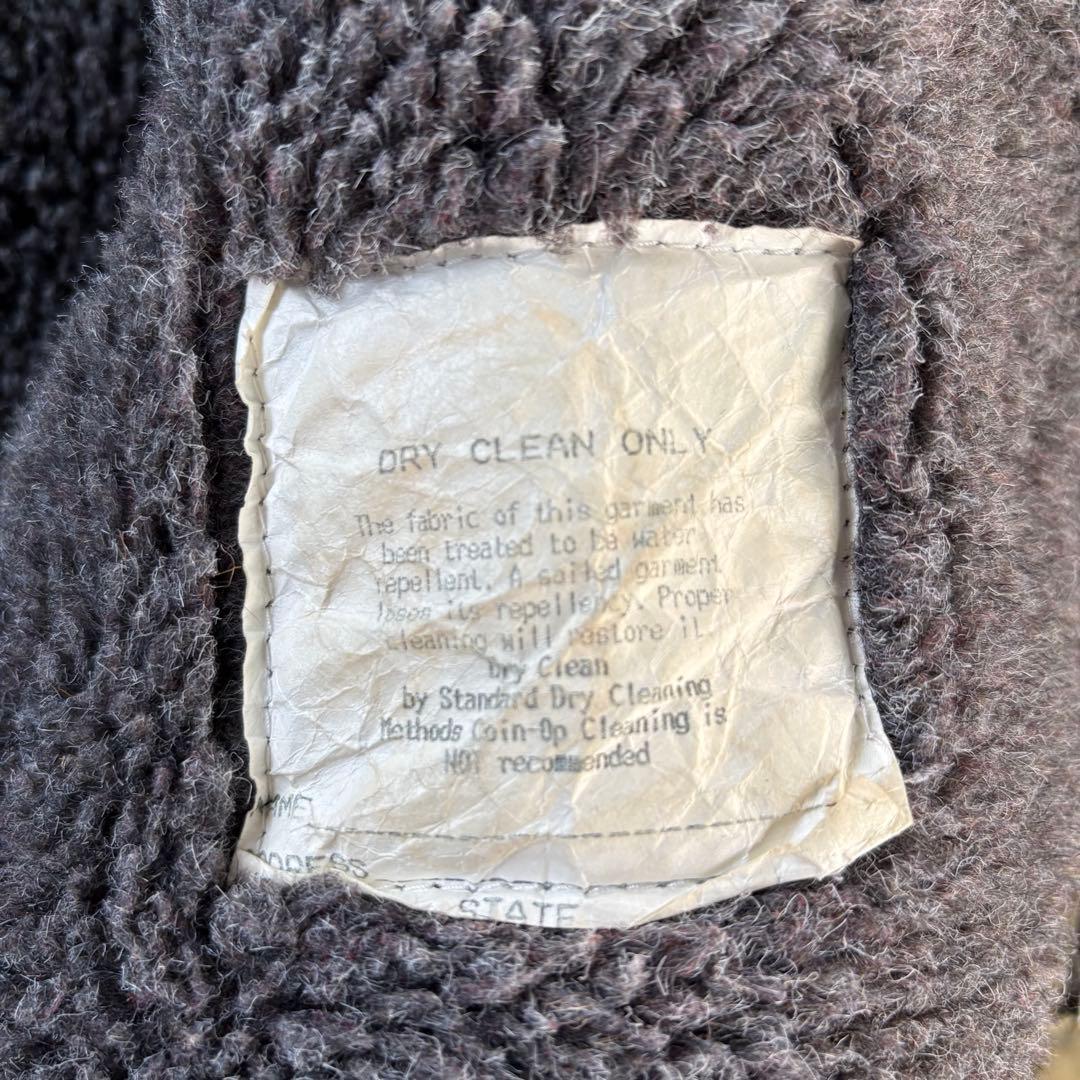 DRY CLEAN ONLY
The fabric of this garment has
been treated to be water
repellent. A soiled garment
loses its repellency. Proper
cleaning will restore it.
Dry Clean
by Standard Dry Cleaning
Methods Coin-Op Cleaning is
NOT recommended
STATE